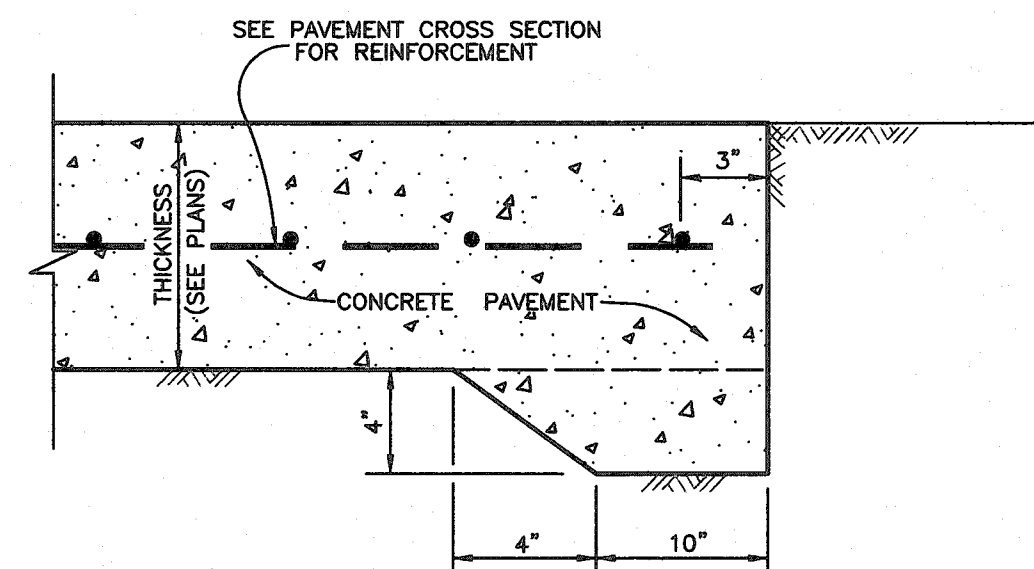 SEE PAVEMENT CROSS SECTION
FOR REINFORCEMENT
3"
THICKNESS
(SEE PLANS)
CONCRETE PAVEMENT
4"
4"
10"